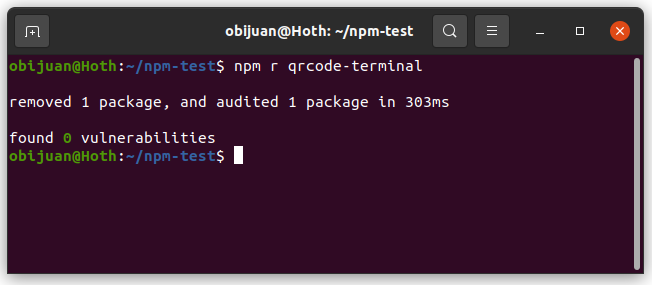 obijuan@Hoth: ~/npm-test
obijuan@Hoth:~/npm-test$ npm r qrcode-terminal
removed 1 package, and audited 1 package in 303ms
found 0 vulnerabilities
obijuan@Hoth:~/npm-test$